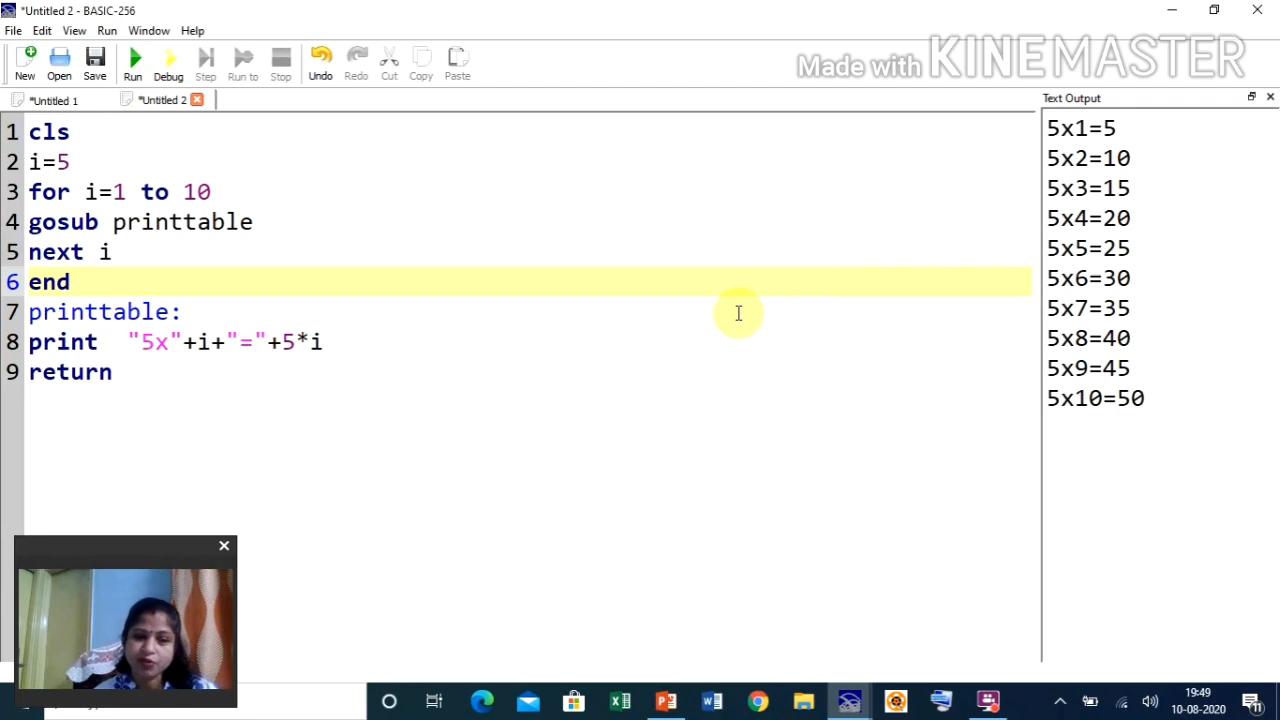 *Untitled 2 - BASIC-256
File Edit View Run Window Help
Made with KINEMASTER
New Open Save Run Debug Step Run to Stop Undo Redo Cut Copy Paste
*Untitled 1 *Untitled 2
Text Output
1 cls
2 i=5
3 for i=1 to 10
4 gosub printtable
5 next i
6 end
7 printtable:
8 print "5x"+i+"="+5*i
9 return
5x1=5
5x2=10
5x3=15
5x4=20
5x5=25
5x6=30
5x7=35
5x8=40
5x9=45
5x10=50
19:49
10-08-2020
11